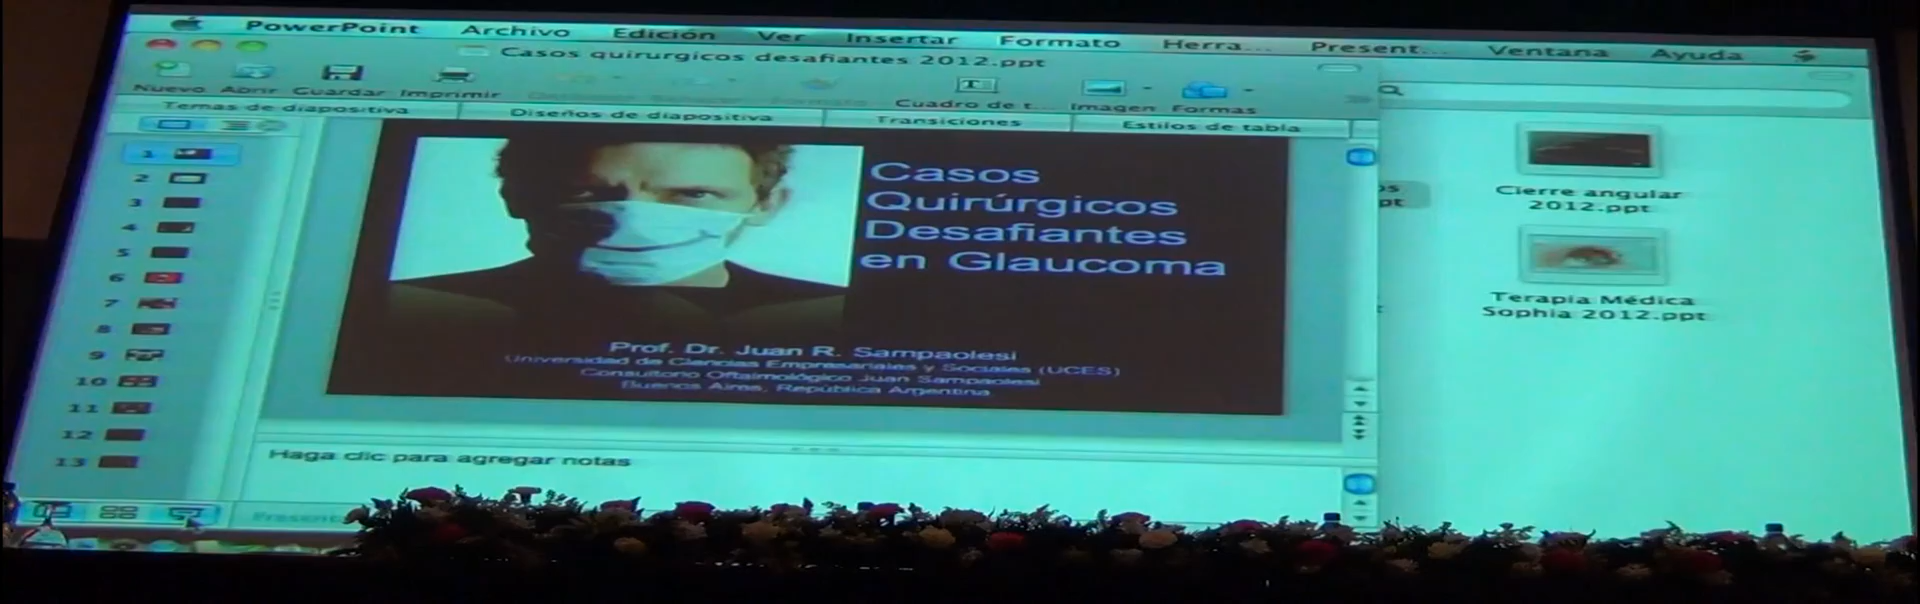 PowerPoint Archivo Edición Ver Insertar Formato Herra... Present... Ventana Ayuda
Casos quirurgicos desafiantes 2012.ppt
Nuevo Abrir Guardar Imprimir Cuadro de t... Imagen Formas
Temas de diapositiva Diseños de diapositiva Transiciones Estilos de tabla
1
2
3
4
5
6
7
8
9
10
11
12
13
Casos
Quirúrgicos
Desafiantes
en Glaucoma
Prof. Dr. Juan R. Sampaolesi
Universidad de Ciencias Empresariales y Sociales (UCES)
Consultorio Oftalmológico Juan Sampaolesi
Buenos Aires, República Argentina
Haga clic para agregar notas
Cierre angular
2012.ppt
Terapia Médica
Sophia 2012.ppt